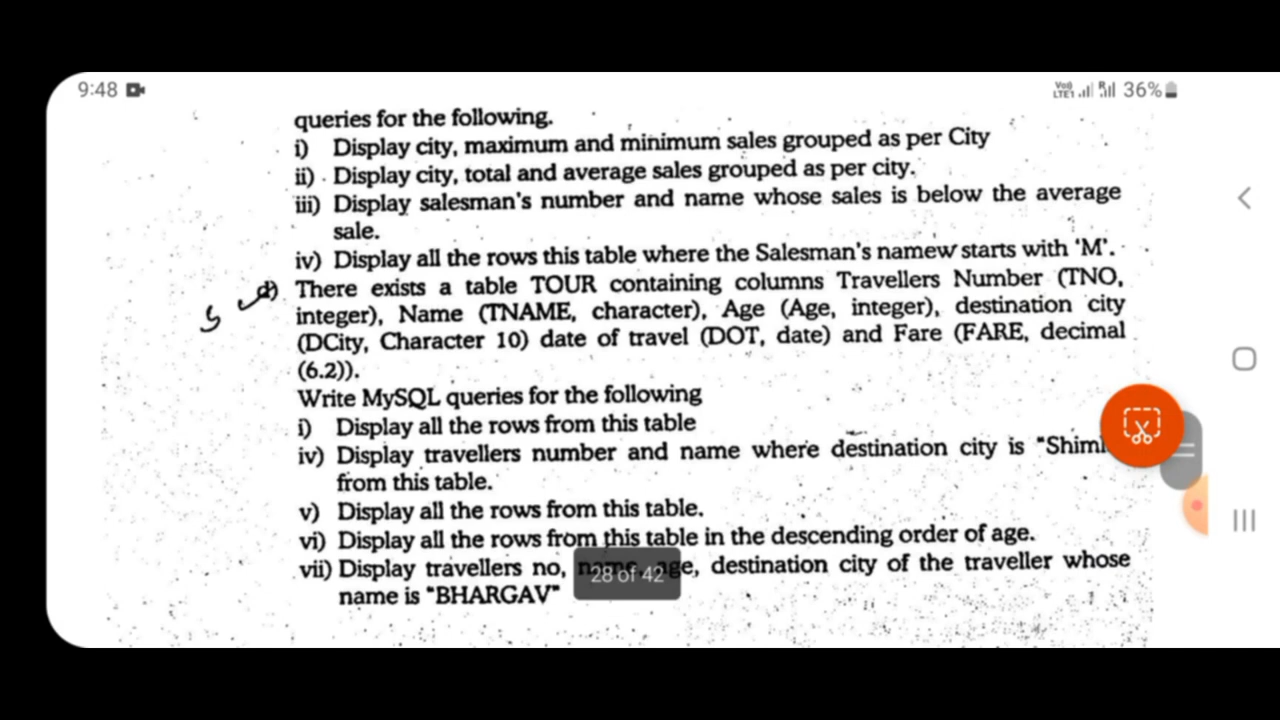 9:48
Vo)) LTE1 R 36%
queries for the following.
i) Display city, maximum and minimum sales grouped as per City
ii) Display city, total and average sales grouped as per city.
iii) Display salesman's number and name whose sales is below the average
sale.
iv) Display all the rows this table where the Salesman's namew starts with 'M'.
5 d) There exists a table TOUR containing columns Travellers Number (TNO,
integer), Name (TNAME, character), Age (Age, integer), destination city
(DCity, Character 10) date of travel (DOT, date) and Fare (FARE, decimal
(6.2)).
Write MySQL queries for the following
i) Display all the rows from this table
iv) Display travellers number and name where destination city is "Shim
from this table.
v) Display all the rows from this table.
vi) Display all the rows from this table in the descending order of age.
vii) Display travellers no, name, age, destination city of the traveller whose
28 of 42
name is "BHARGAV"